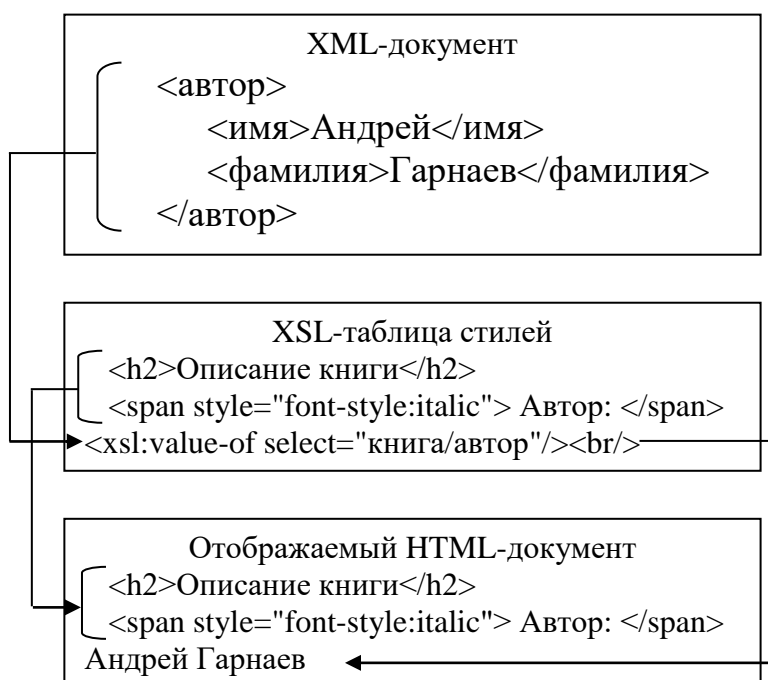 XML-документ
<автор>
<имя>Андрей</имя>
<фамилия>Гарнаев</фамилия>
</автор>
XSL-таблица стилей
<h2>Описание книги</h2>
<span style="font-style:italic"> Автор: </span>
<xsl:value-of select="книга/автор"/><br/>
Отображаемый HTML-документ
<h2>Описание книги</h2>
<span style="font-style:italic"> Автор: </span>
Андрей Гарнаев